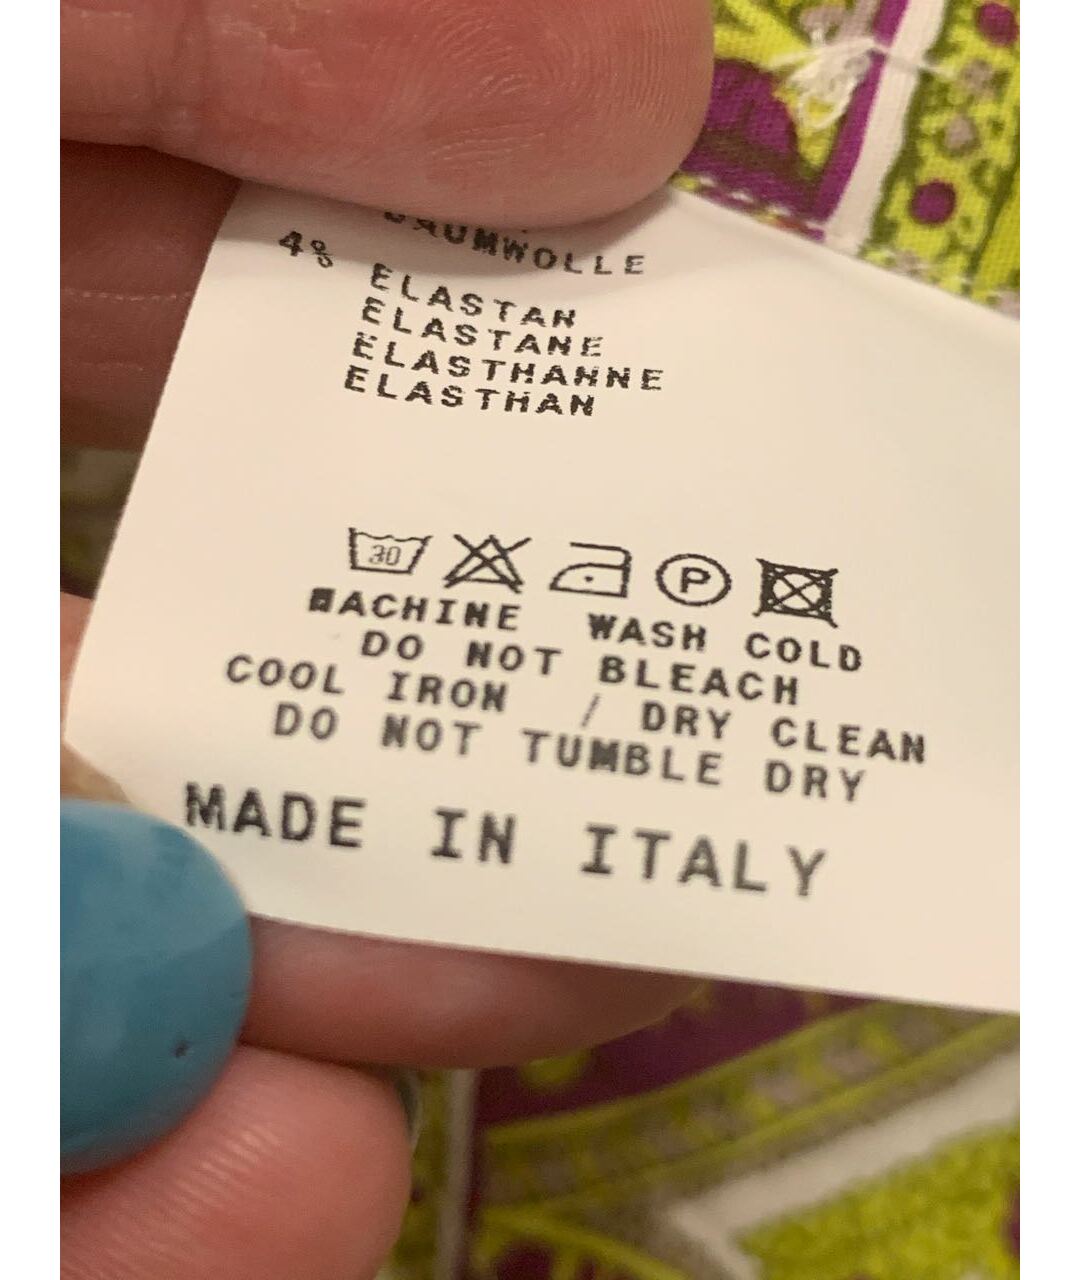 BAUMWOLLE
4% ELASTAN
ELASTANE
ELASTHANNE
ELASTHAN
30 P
MACHINE WASH COLD
DO NOT BLEACH
COOL IRON / DRY CLEAN
DO NOT TUMBLE DRY
MADE IN ITALY